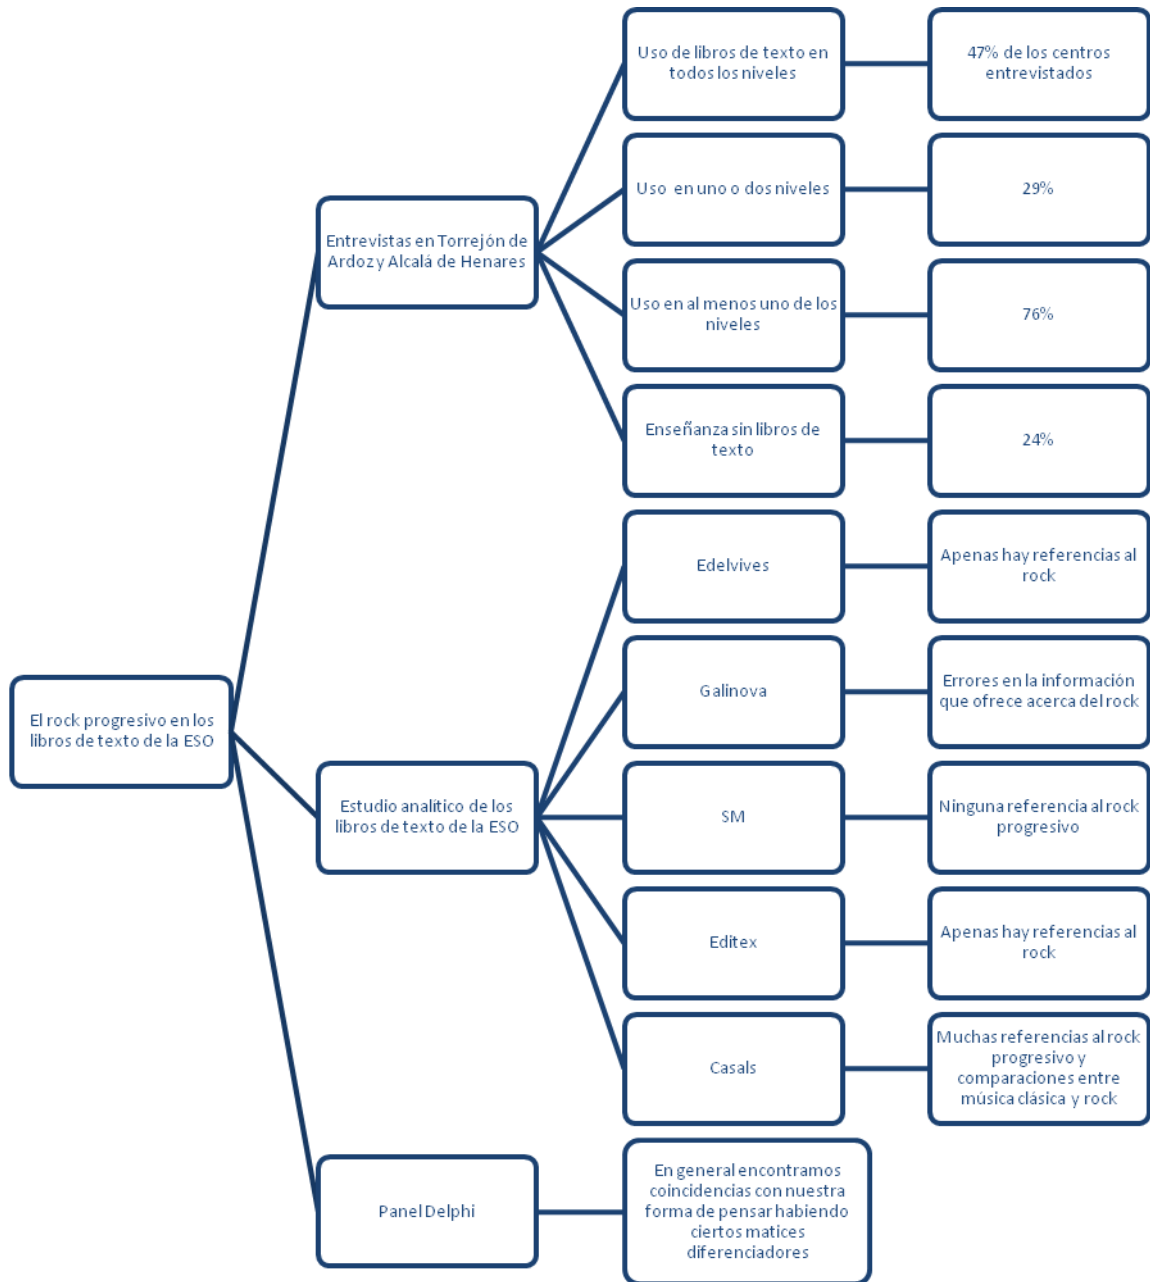 Uso de libros de texto en
todos los niveles
47% de los centros
entrevistados
Uso en uno o dos niveles
29%
Entrevistas en Torrejón de
Ardoz y Alcalá de Henares
Uso en al menos uno de los
niveles
76%
Enseñanza sin libros de
texto
24%
Edelvives
Apenas hay referencias al
rock
Galinova
Errores en la información
que ofrece acerca del rock
El rock progresivo en los
libros de texto de la ESO
Estudio analítico de los
libros de texto de la ESO
SM
Ninguna referencia al rock
progresivo
Editex
Apenas hay referencias al
rock
Casals
Muchas referencias al rock
progresivo y
comparaciones entre
música clásica y rock
Panel Delphi
En general encontramos
coincidencias con nuestra
forma de pensar habiendo
ciertos matices
diferenciadores